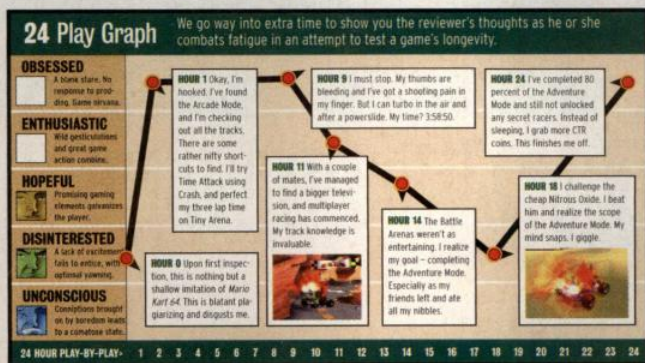 24 Play Graph
We go way into extra time to show you the reviewer's thoughts as he or she
combats fatigue in an attempt to test a game's longevity.
OBSESSED
A blank stare. No
response to prod-
ding. Game nirvana.
ENTHUSIASTIC
Wild gesticulations
and great game
action combine.
HOPEFUL
Promising gaming
elements galvanizes
the player.
DISINTERESTED
A lack of excitement
fails to entice, with
optional yawning.
UNCONSCIOUS
Conniptions brought
on by boredom leads
to a comatose state.
HOUR 1 Okay, I'm
hooked. I've found
the Arcade Mode,
and I'm checking
out all the tracks.
There are some
rather nifty short-
cuts to find. I'll try
Time Attack using
Crash, and perfect
my three lap time
on Tiny Arena.
HOUR 0 Upon first inspec-
tion, this is nothing but a
shallow imitation of Mario
Kart 64. This is blatant pla-
giarizing and disgusts me.
HOUR 9 I must stop. My thumbs are
bleeding and I've got a shooting pain in
my finger. But I can turbo in the air and
after a powerslide. My time? 3:58:50.
HOUR 11 With a couple
of mates, I've managed
to find a bigger televi-
sion, and multiplayer
racing has commenced.
My track knowledge is
invaluable.
HOUR 14 The Battle
Arenas weren't as
entertaining. I realize
my goal – completing
the Adventure Mode.
Especially as my
friends left and ate
all my nibbles.
HOUR 24 I've completed 80
percent of the Adventure
Mode and still not unlocked
any secret racers. Instead of
sleeping, I grab more CTR
coins. This finishes me off.
HOUR 18 I challenge the
cheap Nitrous Oxide. I beat
him and realize the scope
of the Adventure Mode. My
mind snaps. I giggle.
24 HOUR PLAY-BY-PLAY 1 2 3 4 5 6 7 8 9 10 11 12 13 14 15 16 17 18 19 20 21 22 23 24